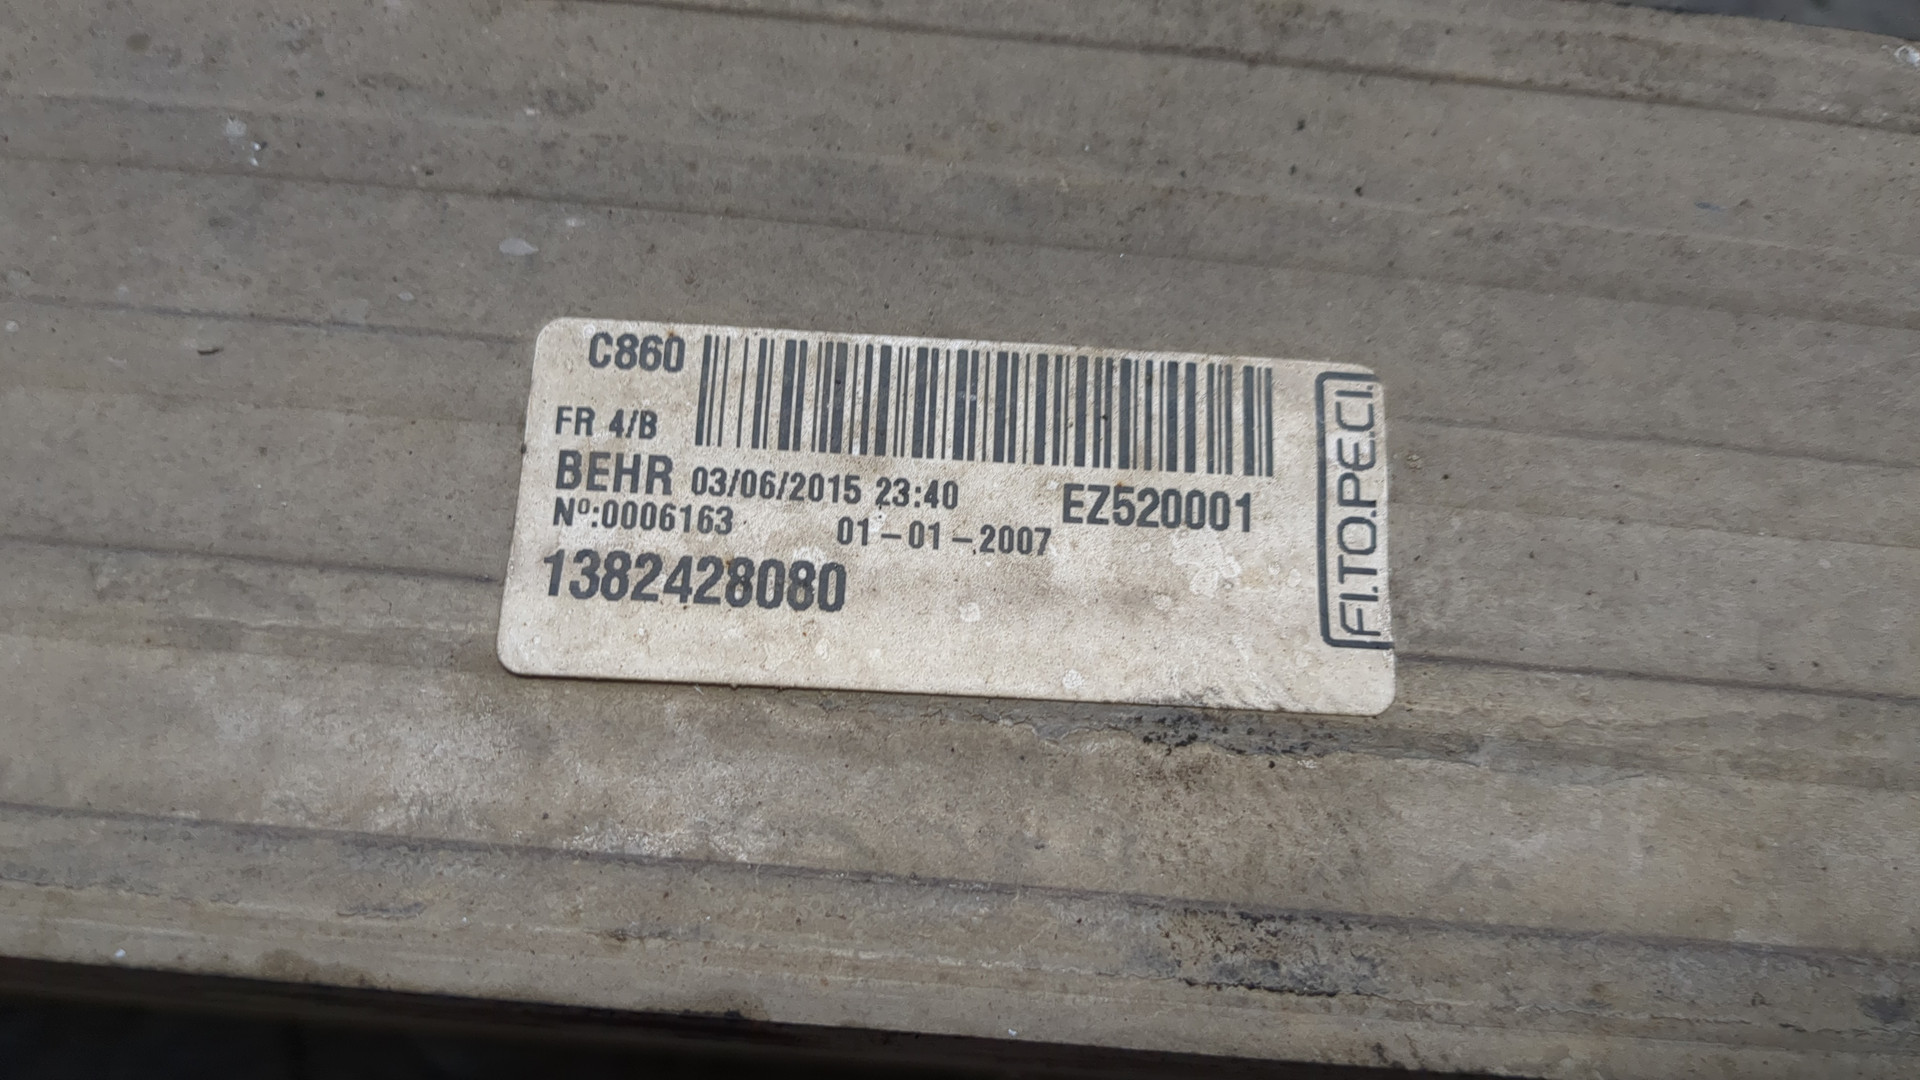 C860
FR 4/B
BEHR 03/06/2015 23:40 EZ520001
Nº:0006163 01-01-2007
1382428080
FI.TO.PE.CI.